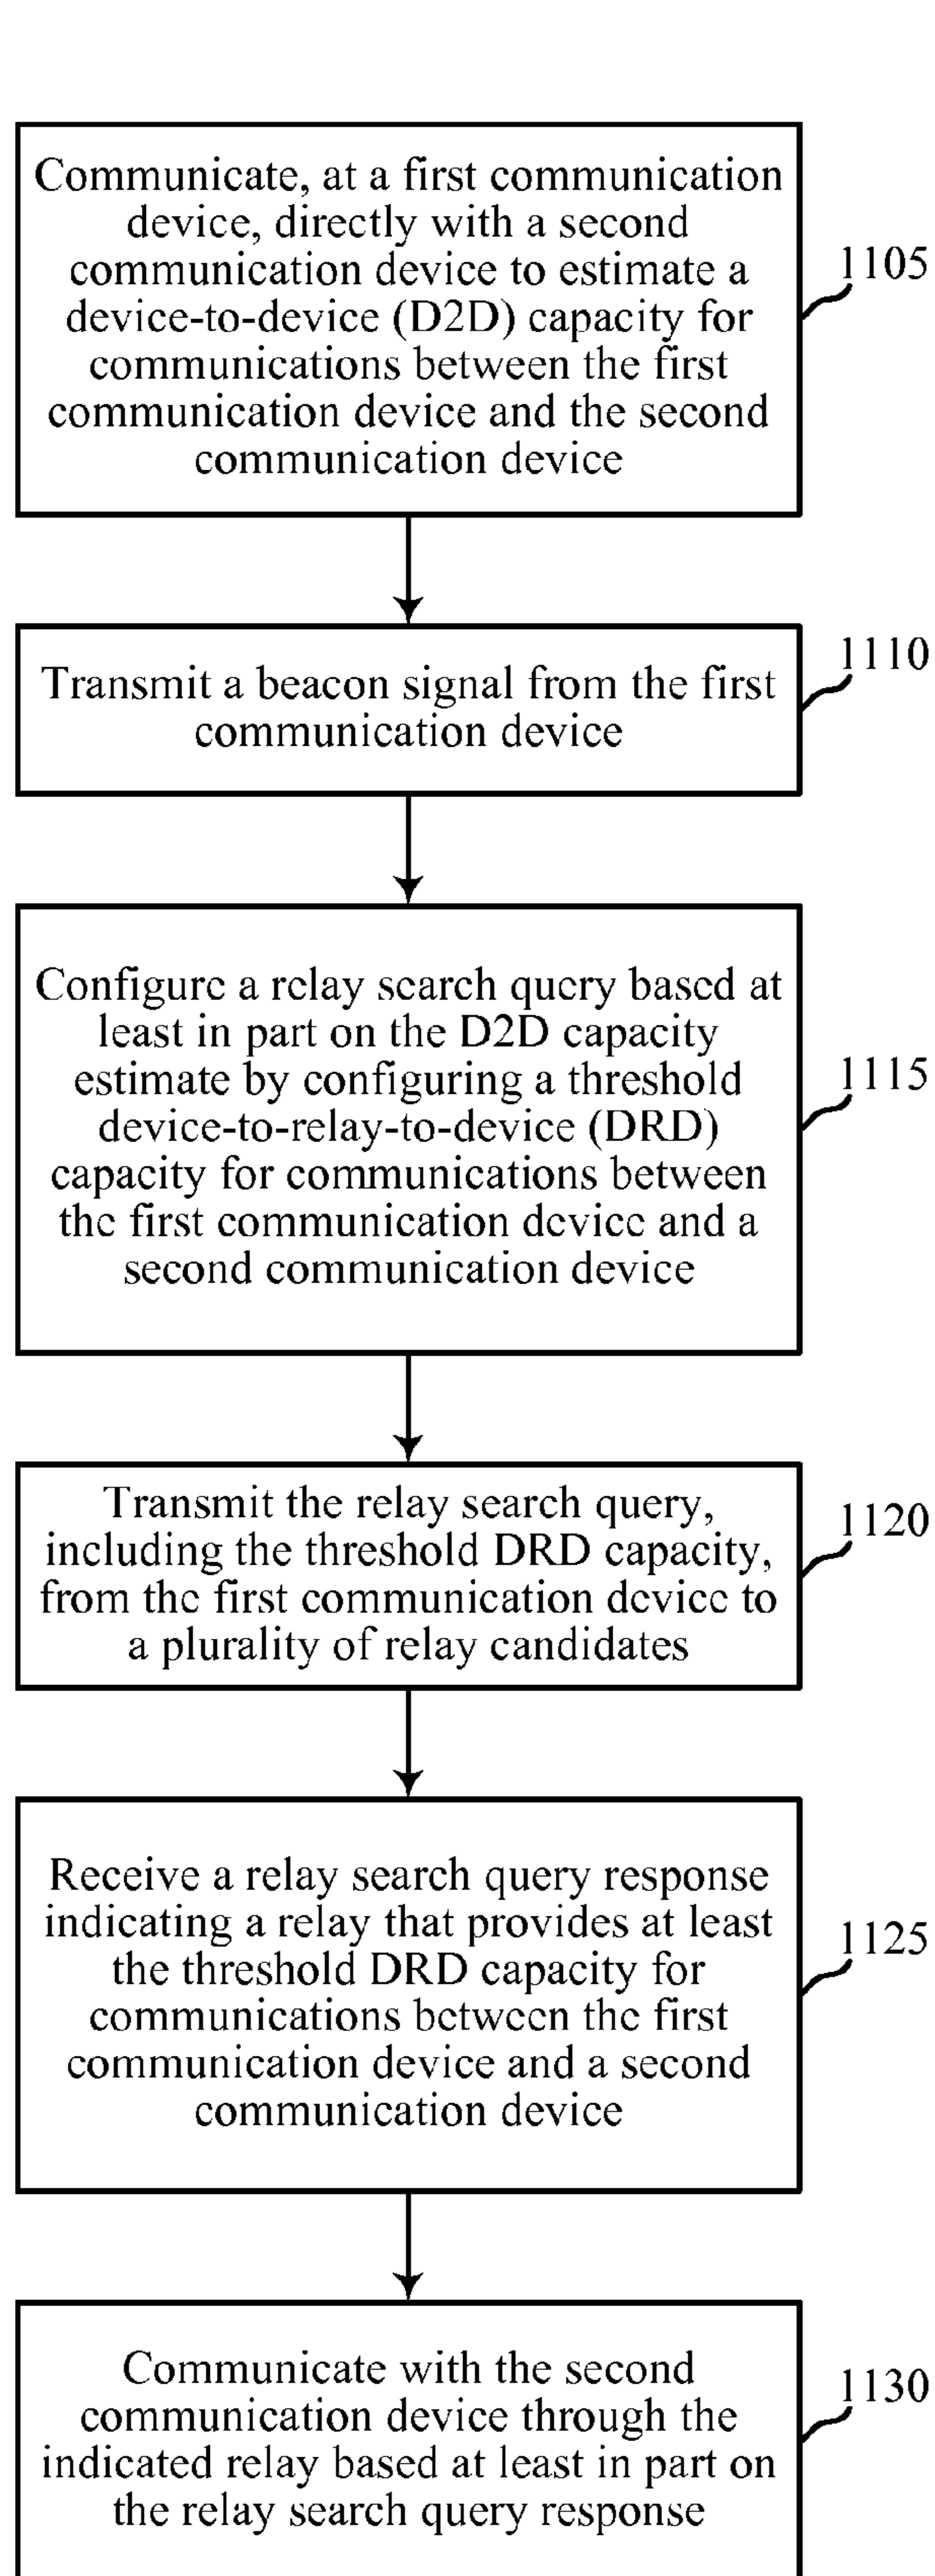 Communicate, at a first communication
device, directly with a second
communication device to estimate a
device-to-device (D2D) capacity for
communications between the first
communication device and the second
communication device
1105
Transmit a beacon signal from the first
communication device
1110
Configure a relay search query based at
least in part on the D2D capacity
estimate by configuring a threshold
device-to-relay-to-device (DRD)
capacity for communications between
the first communication device and a
second communication device
1115
Transmit the relay search query,
including the threshold DRD capacity,
from the first communication device to
a plurality of relay candidates
1120
Receive a relay search query response
indicating a relay that provides at least
the threshold DRD capacity for
communications between the first
communication device and a second
communication device
1125
Communicate with the second
communication device through the
indicated relay based at least in part on
the relay search query response
1130